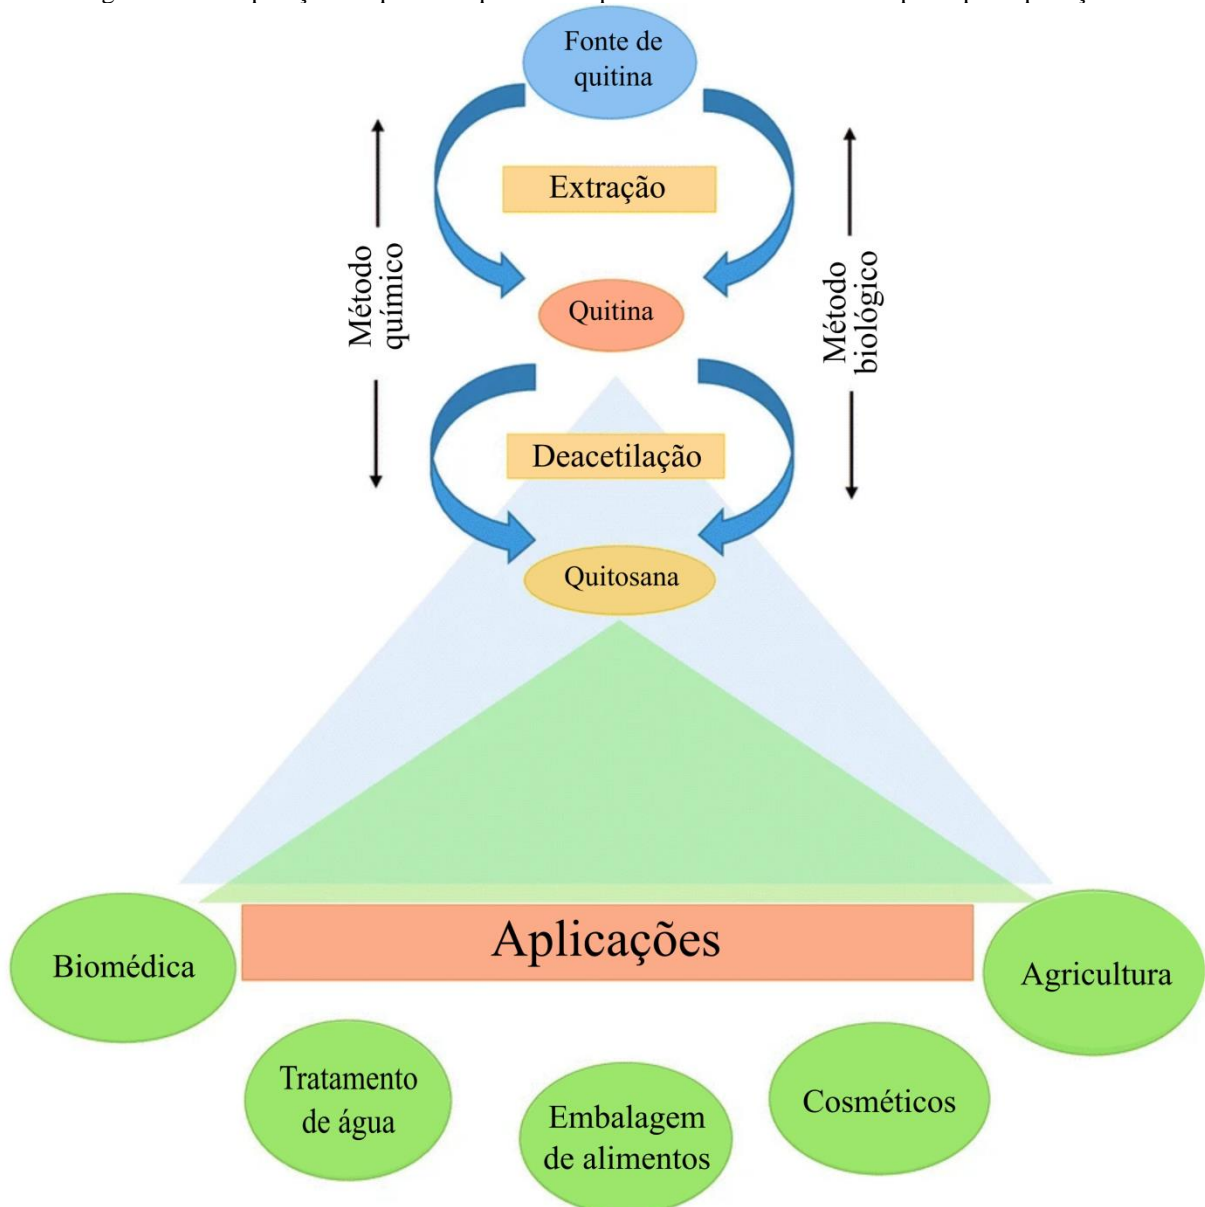 Fonte de
quitina
Extração
Método
químico
Método
biológico
Quitina
Deacetilação
Quitosana
Aplicações
Biomédica
Agricultura
Tratamento
de água
Embalagem
de alimentos
Cosméticos